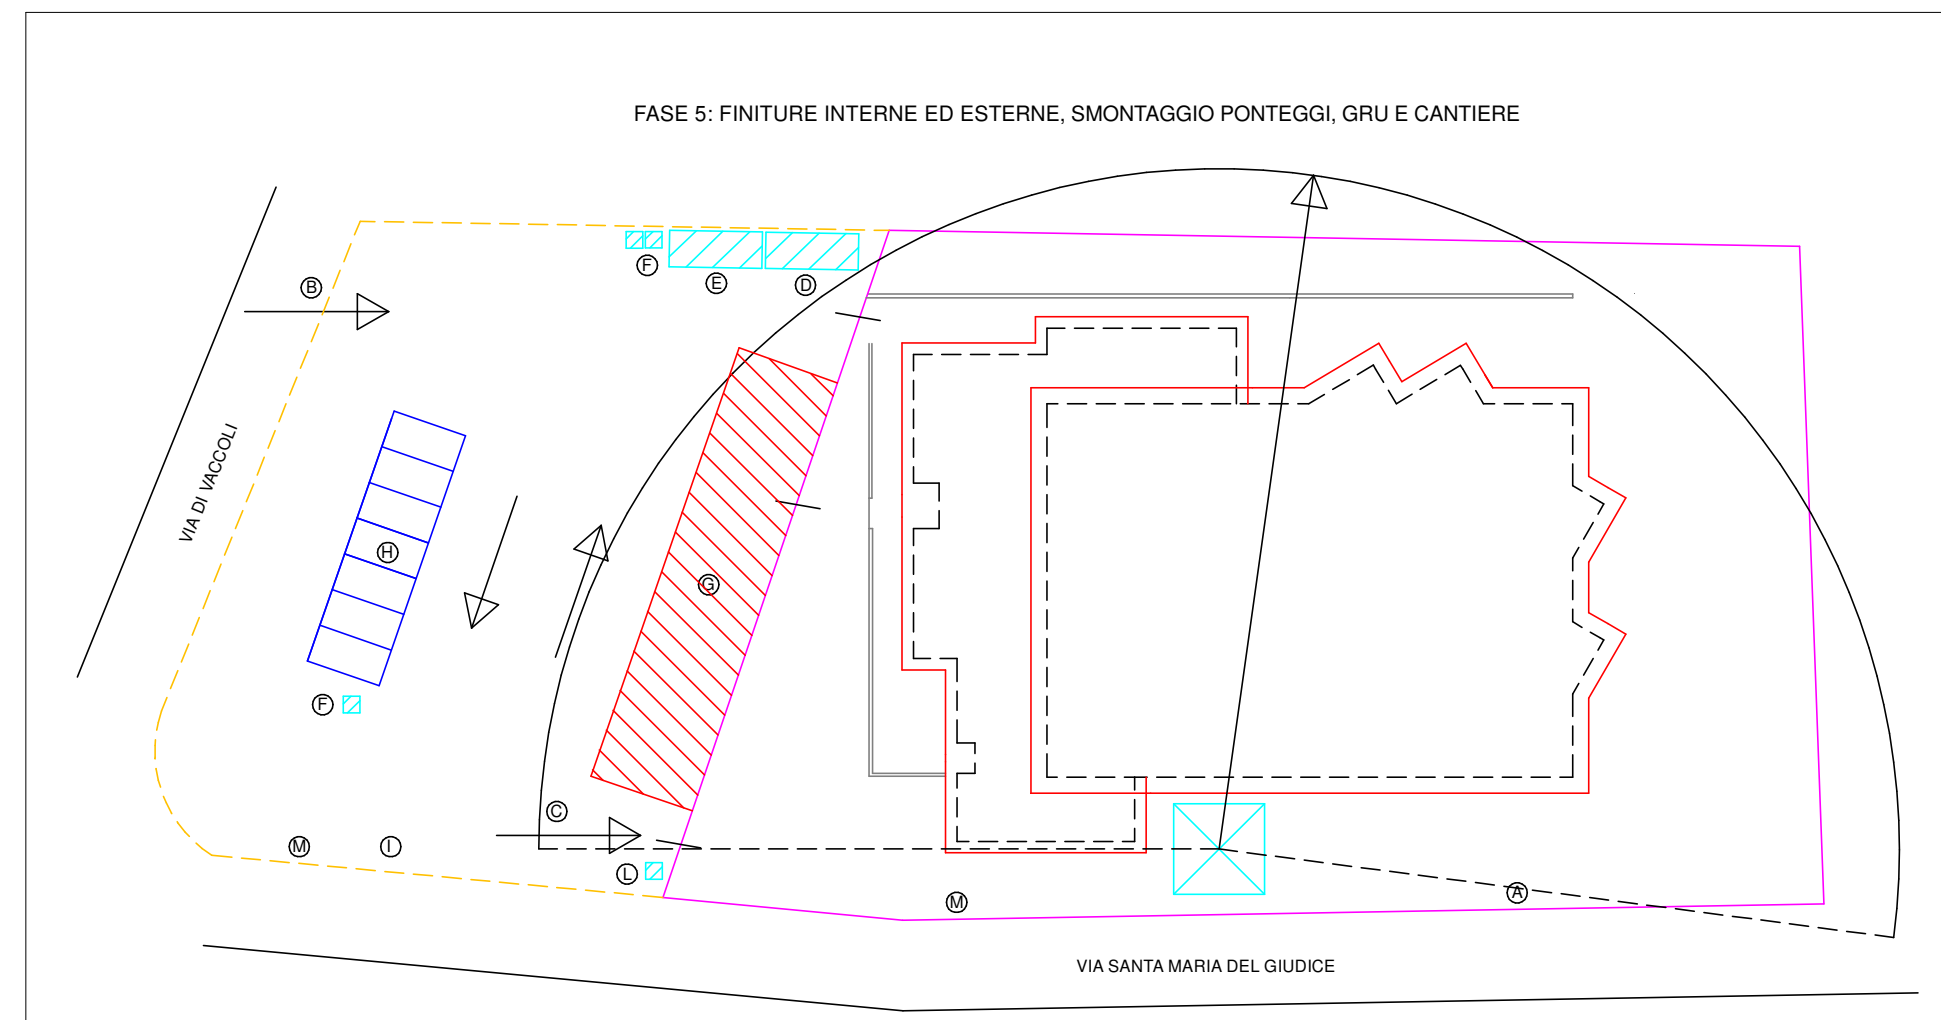 FASE 5: FINITURE INTERNE ED ESTERNE, SMONTAGGIO PONTEGGI, GRU E CANTIERE
F
E
D
B
VIA DI VACCOLI
H
G
F
C
M
I
L
M
A
VIA SANTA MARIA DEL GIUDICE